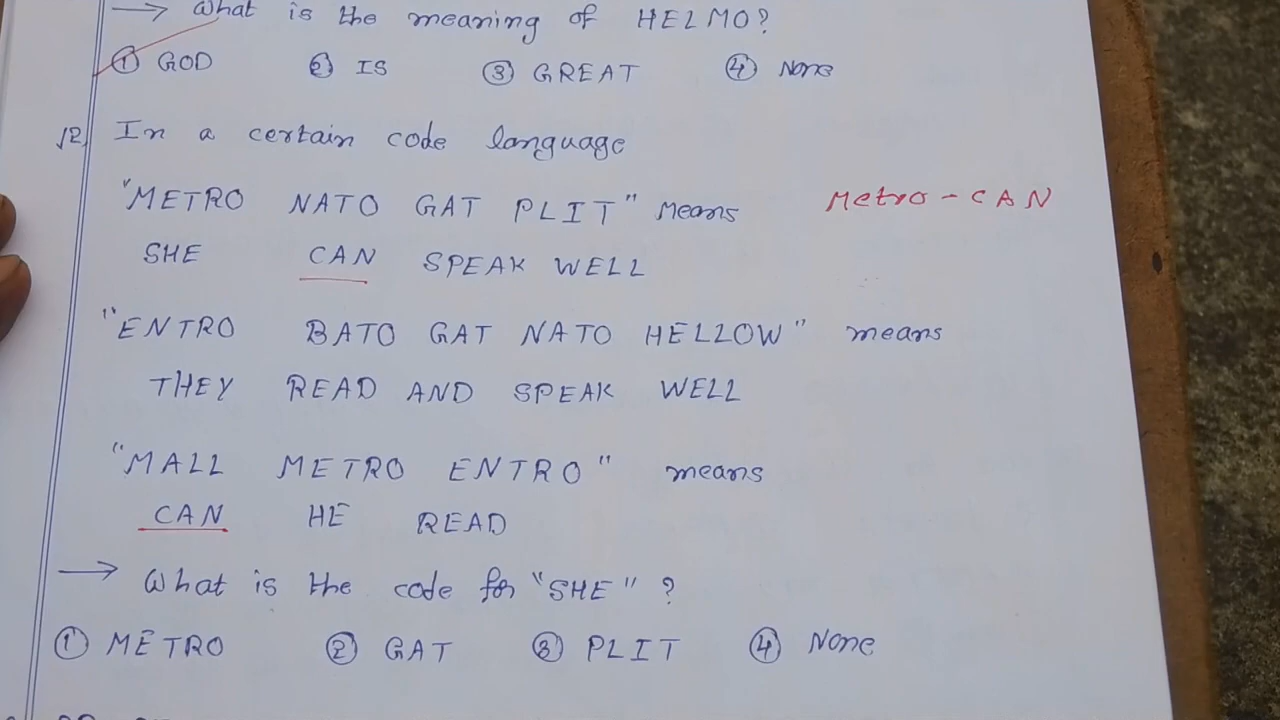 → What is the meaning of HELMO?
① GOD ② IS ③ GREAT ④ None
12) In a certain code language
"METRO NATO GAT PLIT" Means Metro - CAN
SHE CAN SPEAK WELL
"ENTRO BATO GAT NATO HELLOW" means
THEY READ AND SPEAK WELL
"MALL METRO ENTRO" means
CAN HE READ
→ What is the code for "SHE" ?
① METRO ② GAT ③ PLIT ④ None